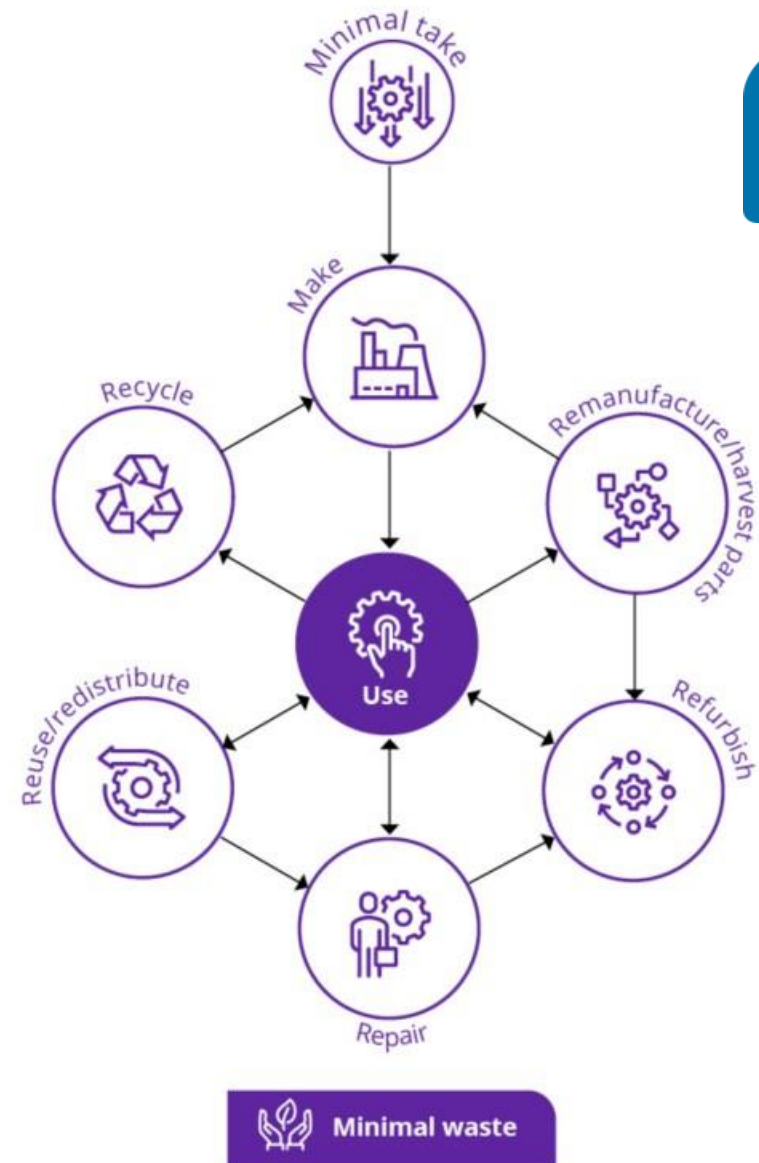 Minimal take
Make
Recycle
Remanufacture/harvest parts
Use
Reuse/redistribute
Refurbish
Repair
Minimal waste